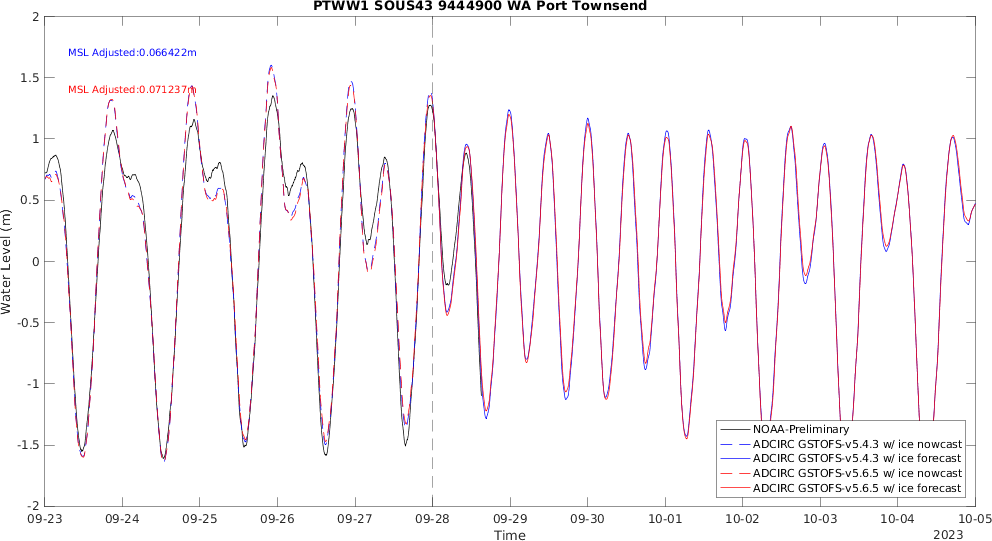 PTWW1 SOUS43 9444900 WA Port Townsend
MSL Adjusted:0.066422m
MSL Adjusted:0.071237m
Water Level (m)
2
1.5
1
0.5
0
-0.5
-1
-1.5
-2
NOAA-Preliminary
ADCIRC GSTOFS-v5.4.3 w/ ice nowcast
ADCIRC GSTOFS-v5.4.3 w/ ice forecast
ADCIRC GSTOFS-v5.6.5 w/ ice nowcast
ADCIRC GSTOFS-v5.6.5 w/ ice forecast
09-23 09-24 09-25 09-26 09-27 09-28 09-29 09-30 10-01 10-02 10-03 10-04 10-05
Time
2023